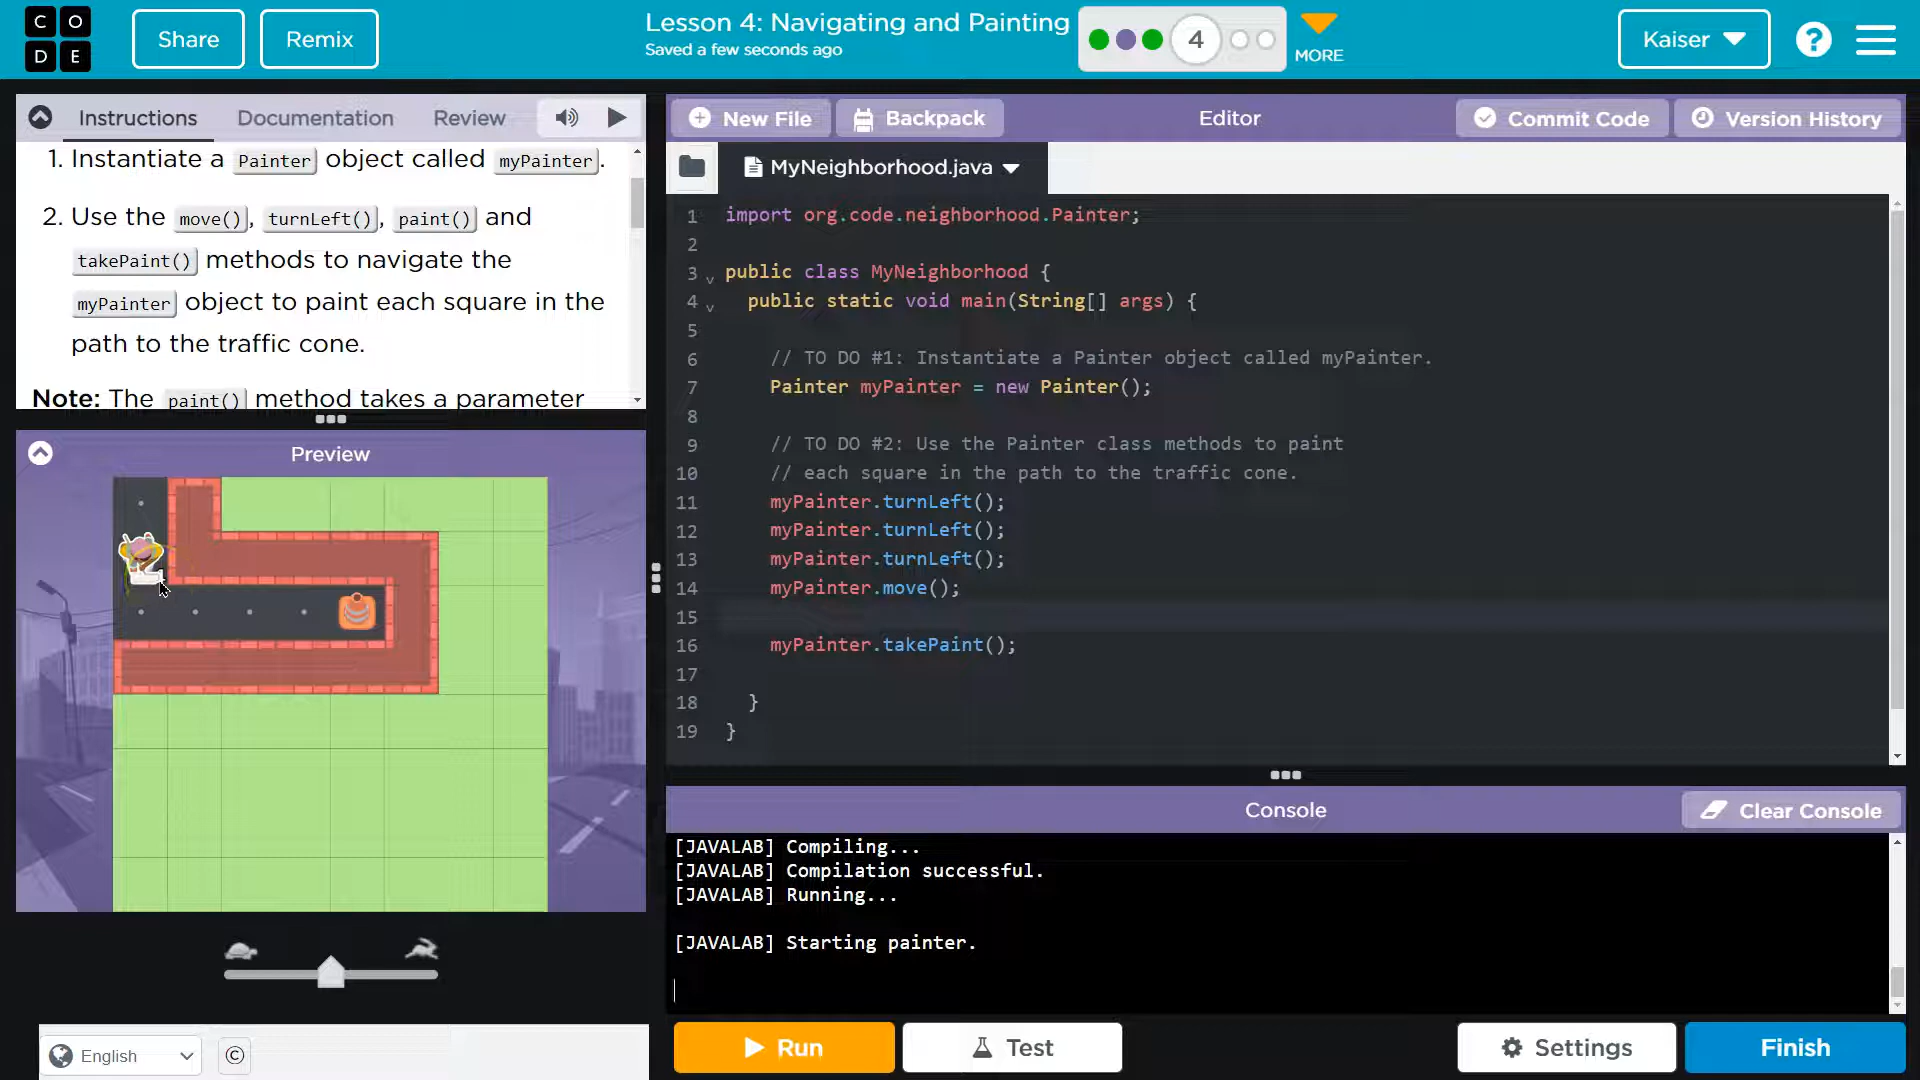 C O
D E
Share
Remix
Lesson 4: Navigating and Painting
Saved a few seconds ago
4
MORE
Kaiser
?
Instructions
Documentation
Review
1. Instantiate a Painter object called myPainter.
2. Use the move(), turnLeft(), paint() and
takePaint() methods to navigate the
myPainter object to paint each square in the
path to the traffic cone.
Note: The paint() method takes a parameter
Preview
English
©
New File
Backpack
Editor
Commit Code
Version History
MyNeighborhood.java
1 import org.code.neighborhood.Painter;
2
3 public class MyNeighborhood {
4 public static void main(String[] args) {
5
6 // TO DO #1: Instantiate a Painter object called myPainter.
7 Painter myPainter = new Painter();
8
9 // TO DO #2: Use the Painter class methods to paint
10 // each square in the path to the traffic cone.
11 myPainter.turnLeft();
12 myPainter.turnLeft();
13 myPainter.turnLeft();
14 myPainter.move();
15
16 myPainter.takePaint();
17
18 }
19 }
Console
Clear Console
[JAVALAB] Compiling...
[JAVALAB] Compilation successful.
[JAVALAB] Running...
[JAVALAB] Starting painter.
Run
Test
Settings
Finish